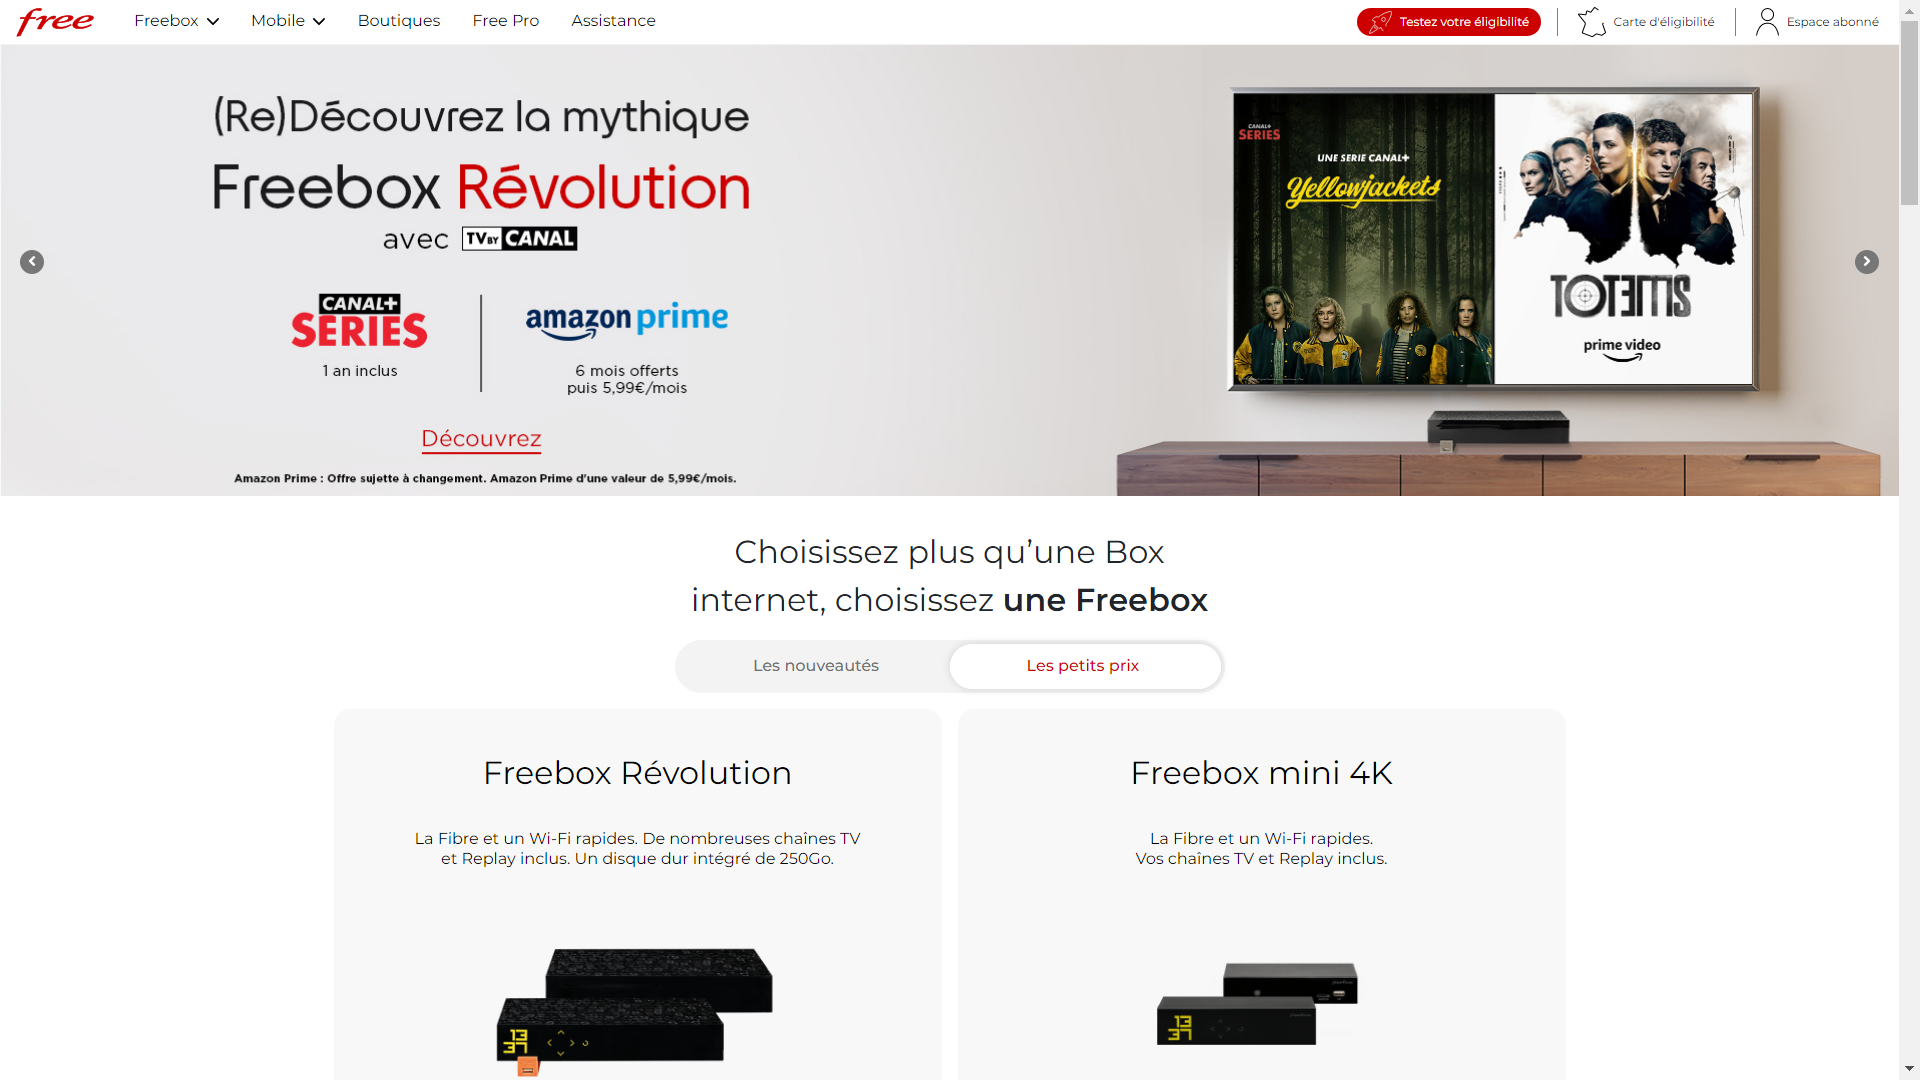 free
Freebox
Mobile
Boutiques
Free Pro
Assistance
Testez votre éligibilité
Carte d'éligibilité
Espace abonné
(Re)Découvrez la mythique
Freebox Révolution
avec TV BY CANAL
CANAL+
SERIES
1 an inclus
amazon prime
6 mois offerts
puis 5,99€/mois
Découvrez
Amazon Prime : Offre sujette à changement. Amazon Prime d'une valeur de 5,99€/mois.
CANAL+
SERIES
UNE SERIE CANAL+
Yellowjackets
TOTEMS
prime video
Choisissez plus qu’une Box
internet, choisissez une Freebox
Les nouveautés
Les petits prix
Freebox Révolution
La Fibre et un Wi-Fi rapides. De nombreuses chaînes TV
et Replay inclus. Un disque dur intégré de 250Go.
13
37
Freebox mini 4K
La Fibre et un Wi-Fi rapides.
Vos chaînes TV et Replay inclus.
13
37